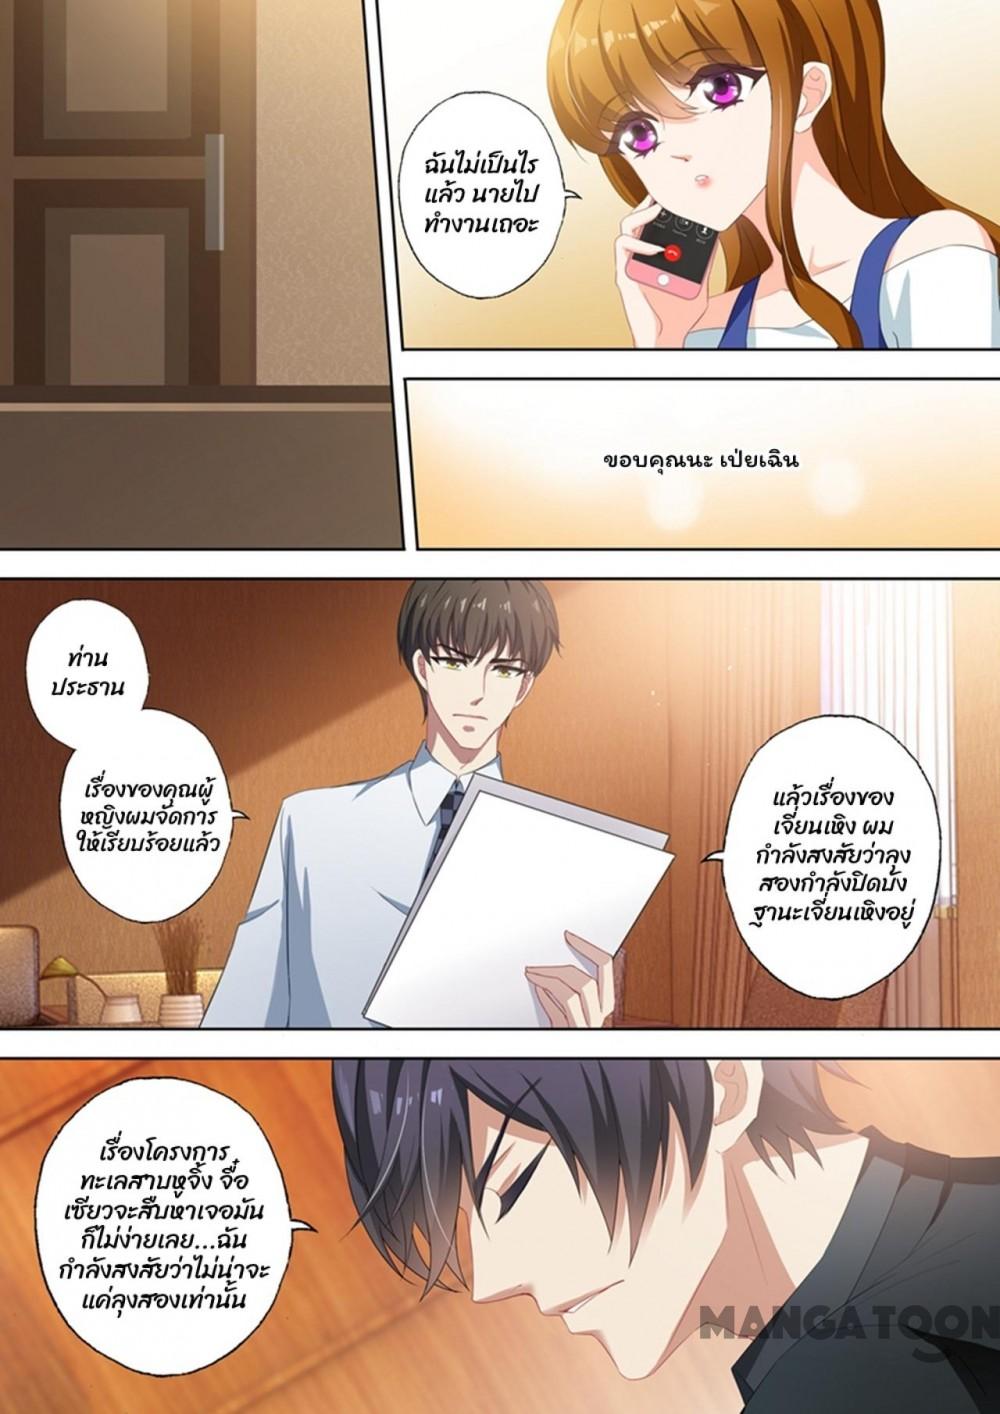 ฉันไม่เป็นไร
แล้ว นายไป
ทำงานเถอะ
ขอบคุณนะ เป่ยเฉิน
ท่าน
ประธาน
เรื่องของคุณผู้
หญิงผมจัดการ
ให้เรียบร้อยแล้ว
แล้วเรื่องของ
เจี่ยนเหิง ผม
กำลังสงสัยว่าลุง
สองกำลังปิดบัง
ฐานะเจี่ยนเหิงอยู่
เรื่องโครงการ
ทะเลสาบหูจิ้ง จื่อ
เซียวจะสืบหาเจอมัน
ก็ไม่ง่ายเลย...ฉัน
กำลังสงสัยว่าไม่น่าจะ
แค่ลุงสองเท่านั้น
MANGATOON